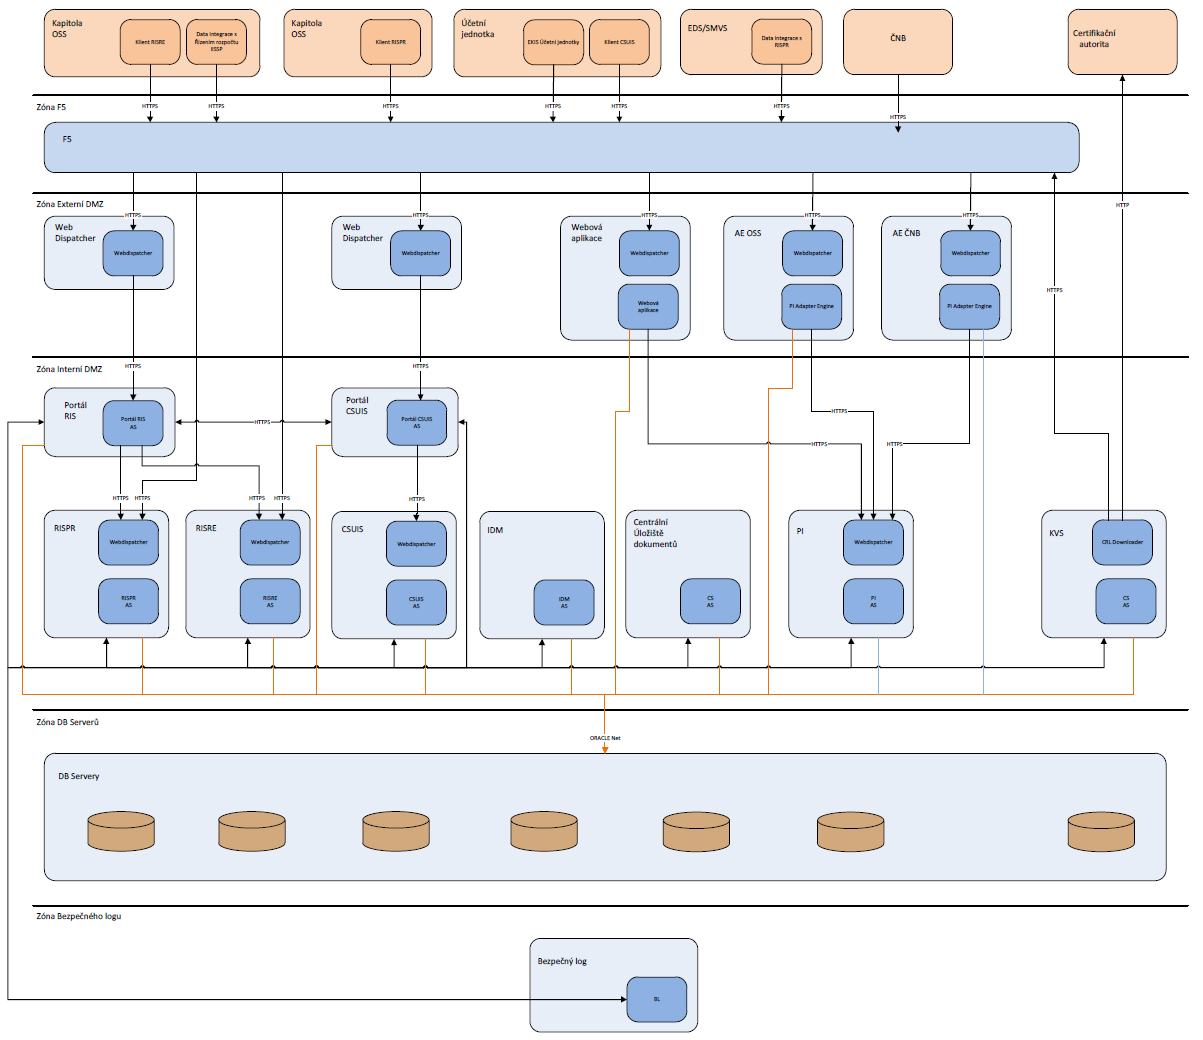 Kapitola
OSS
Klient RISRE
Data Integrace s
Řízením rozpočtu
IISSP
Kapitola
OSS
Klient RISPR
Účetní
jednotka
EKIS Účetní jednotky
Klient CSUIS
EDS/SMVS
Data Integrace s
RISPR
ČNB
Certifikační
autorita
Zóna F5
HTTPS
HTTPS
HTTPS
HTTPS
HTTPS
HTTPS
HTTPS
F5
Zóna Externí DMZ
HTTPS
HTTPS
HTTPS
HTTPS
HTTPS
HTTP
Web
Dispatcher
Webdispatcher
Web
Dispatcher
Webdispatcher
Webová
aplikace
Webdispatcher
Webová
aplikace
AE OSS
Webdispatcher
PI Adapter Engine
AE ČNB
Webdispatcher
PI Adapter Engine
HTTPS
Zóna Interní DMZ
HTTPS
HTTPS
Portál
RIS
Portál RIS
AS
HTTPS
Portál
CSUIS
Portál CSUIS
AS
HTTPS
HTTPS
HTTPS
HTTPS
HTTPS
HTTPS
HTTPS
HTTPS
RISPR
Webdispatcher
RISPR
AS
RISRE
Webdispatcher
RISRE
AS
CSUIS
Webdispatcher
CSUIS
AS
IDM
IDM
AS
Centrální
Úložiště
dokumentů
CS
AS
PI
Webdispatcher
PI
AS
KVS
CRL Downloader
CS
AS
Zóna DB Serverů
ORACLE Net
DB Servery
Zóna Bezpečného logu
Bezpečný log
BL